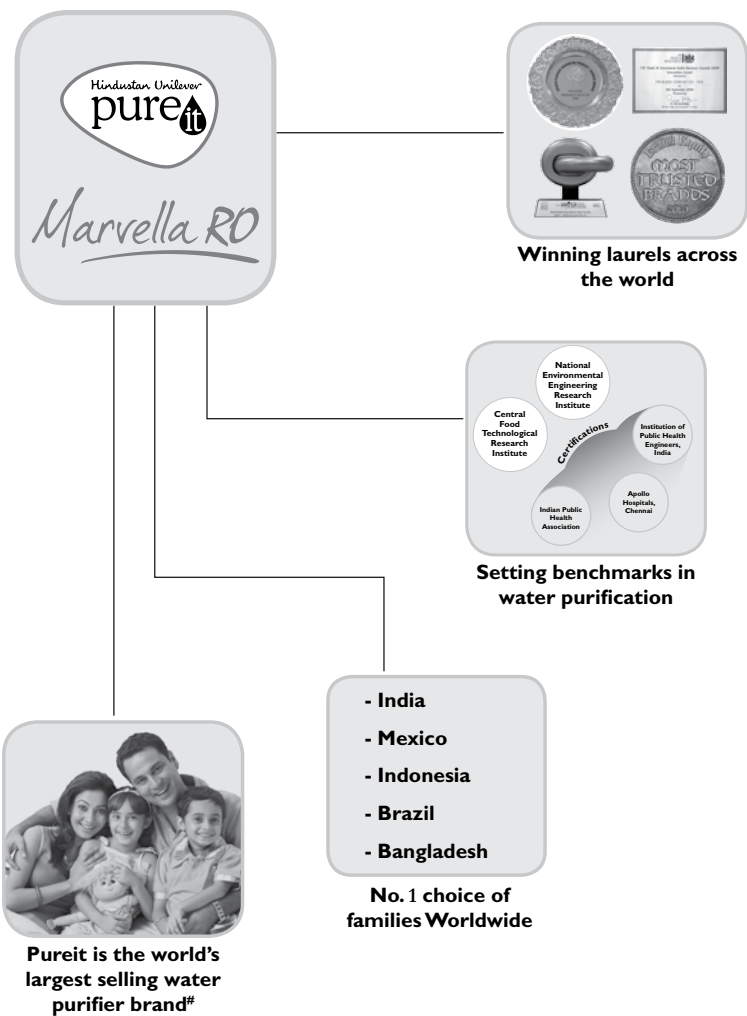 Hindustan Unilever
pureit
Marvella RO
Brand Equity
MOST
TRUSTED
BRANDS
Winning laurels across
the world
National
Environmental
Engineering
Research
Institute
Central
Food
Technological
Research
Institute
Certifications
Institution of
Public Health
Engineers,
India
Apollo
Hospitals,
Chennai
Indian Public
Health
Association
Setting benchmarks in
water purification
- India
- Mexico
- Indonesia
- Brazil
- Bangladesh
No. 1 choice of
families Worldwide
Pureit is the world's
largest selling water
purifier brand#